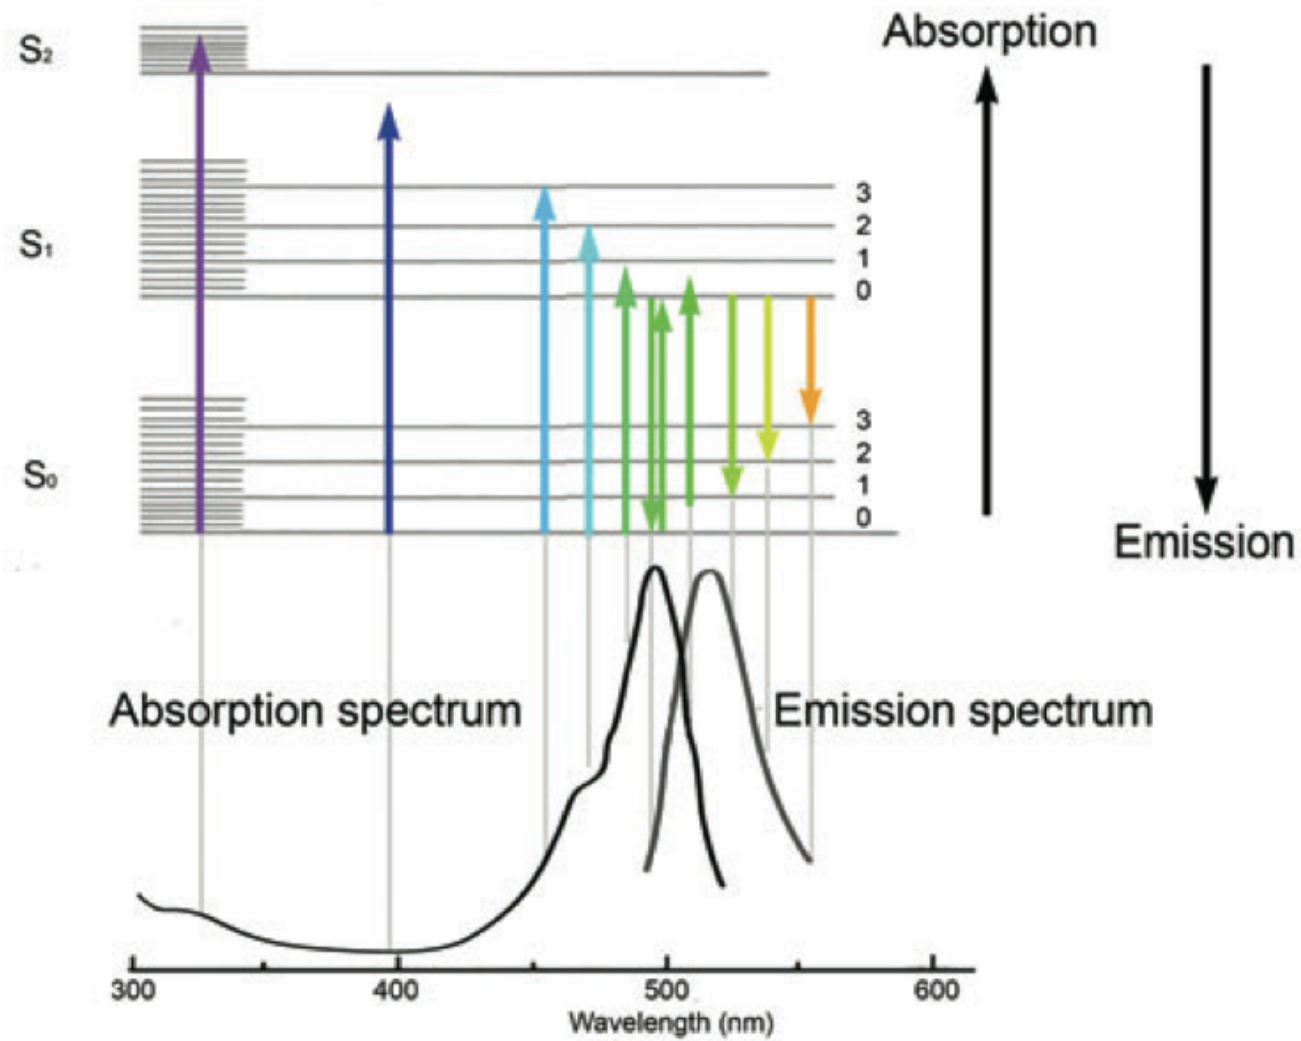 Absorption
S₂
3
2
S₁
1
0
3
2
S₀
1
0
Emission
Absorption spectrum
Emission spectrum
300
400
500
600
Wavelength (nm)